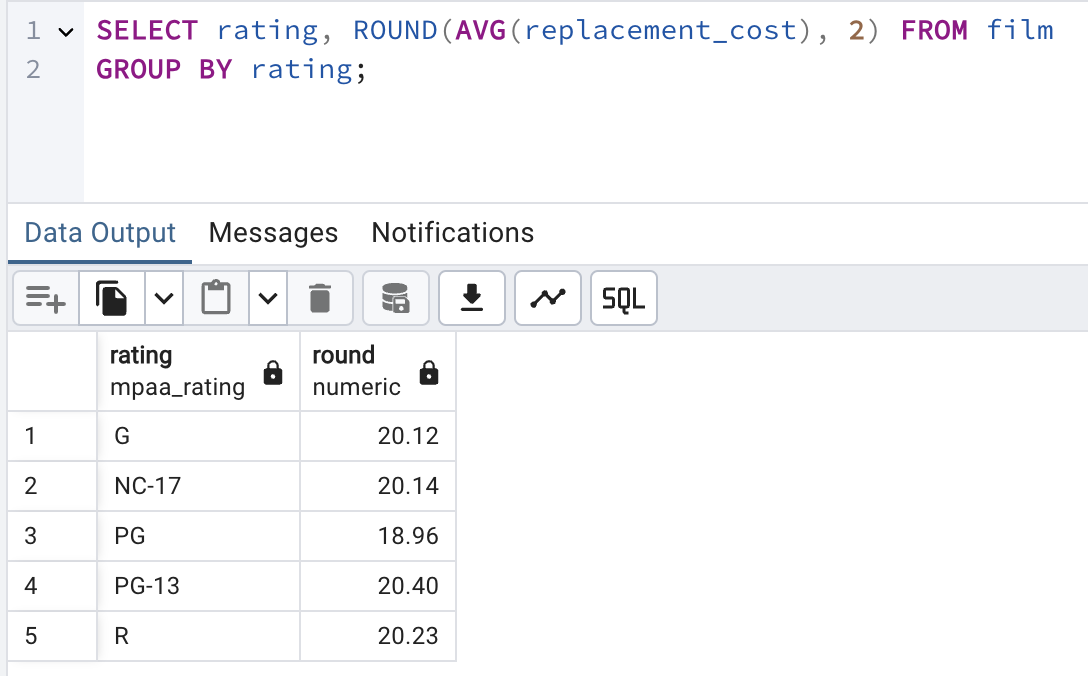 1 SELECT rating, ROUND(AVG(replacement_cost), 2) FROM film
2 GROUP BY rating;
Data Output Messages Notifications
SQL
rating round
mpaa_rating numeric
1 G 20.12
2 NC-17 20.14
3 PG 18.96
4 PG-13 20.40
5 R 20.23